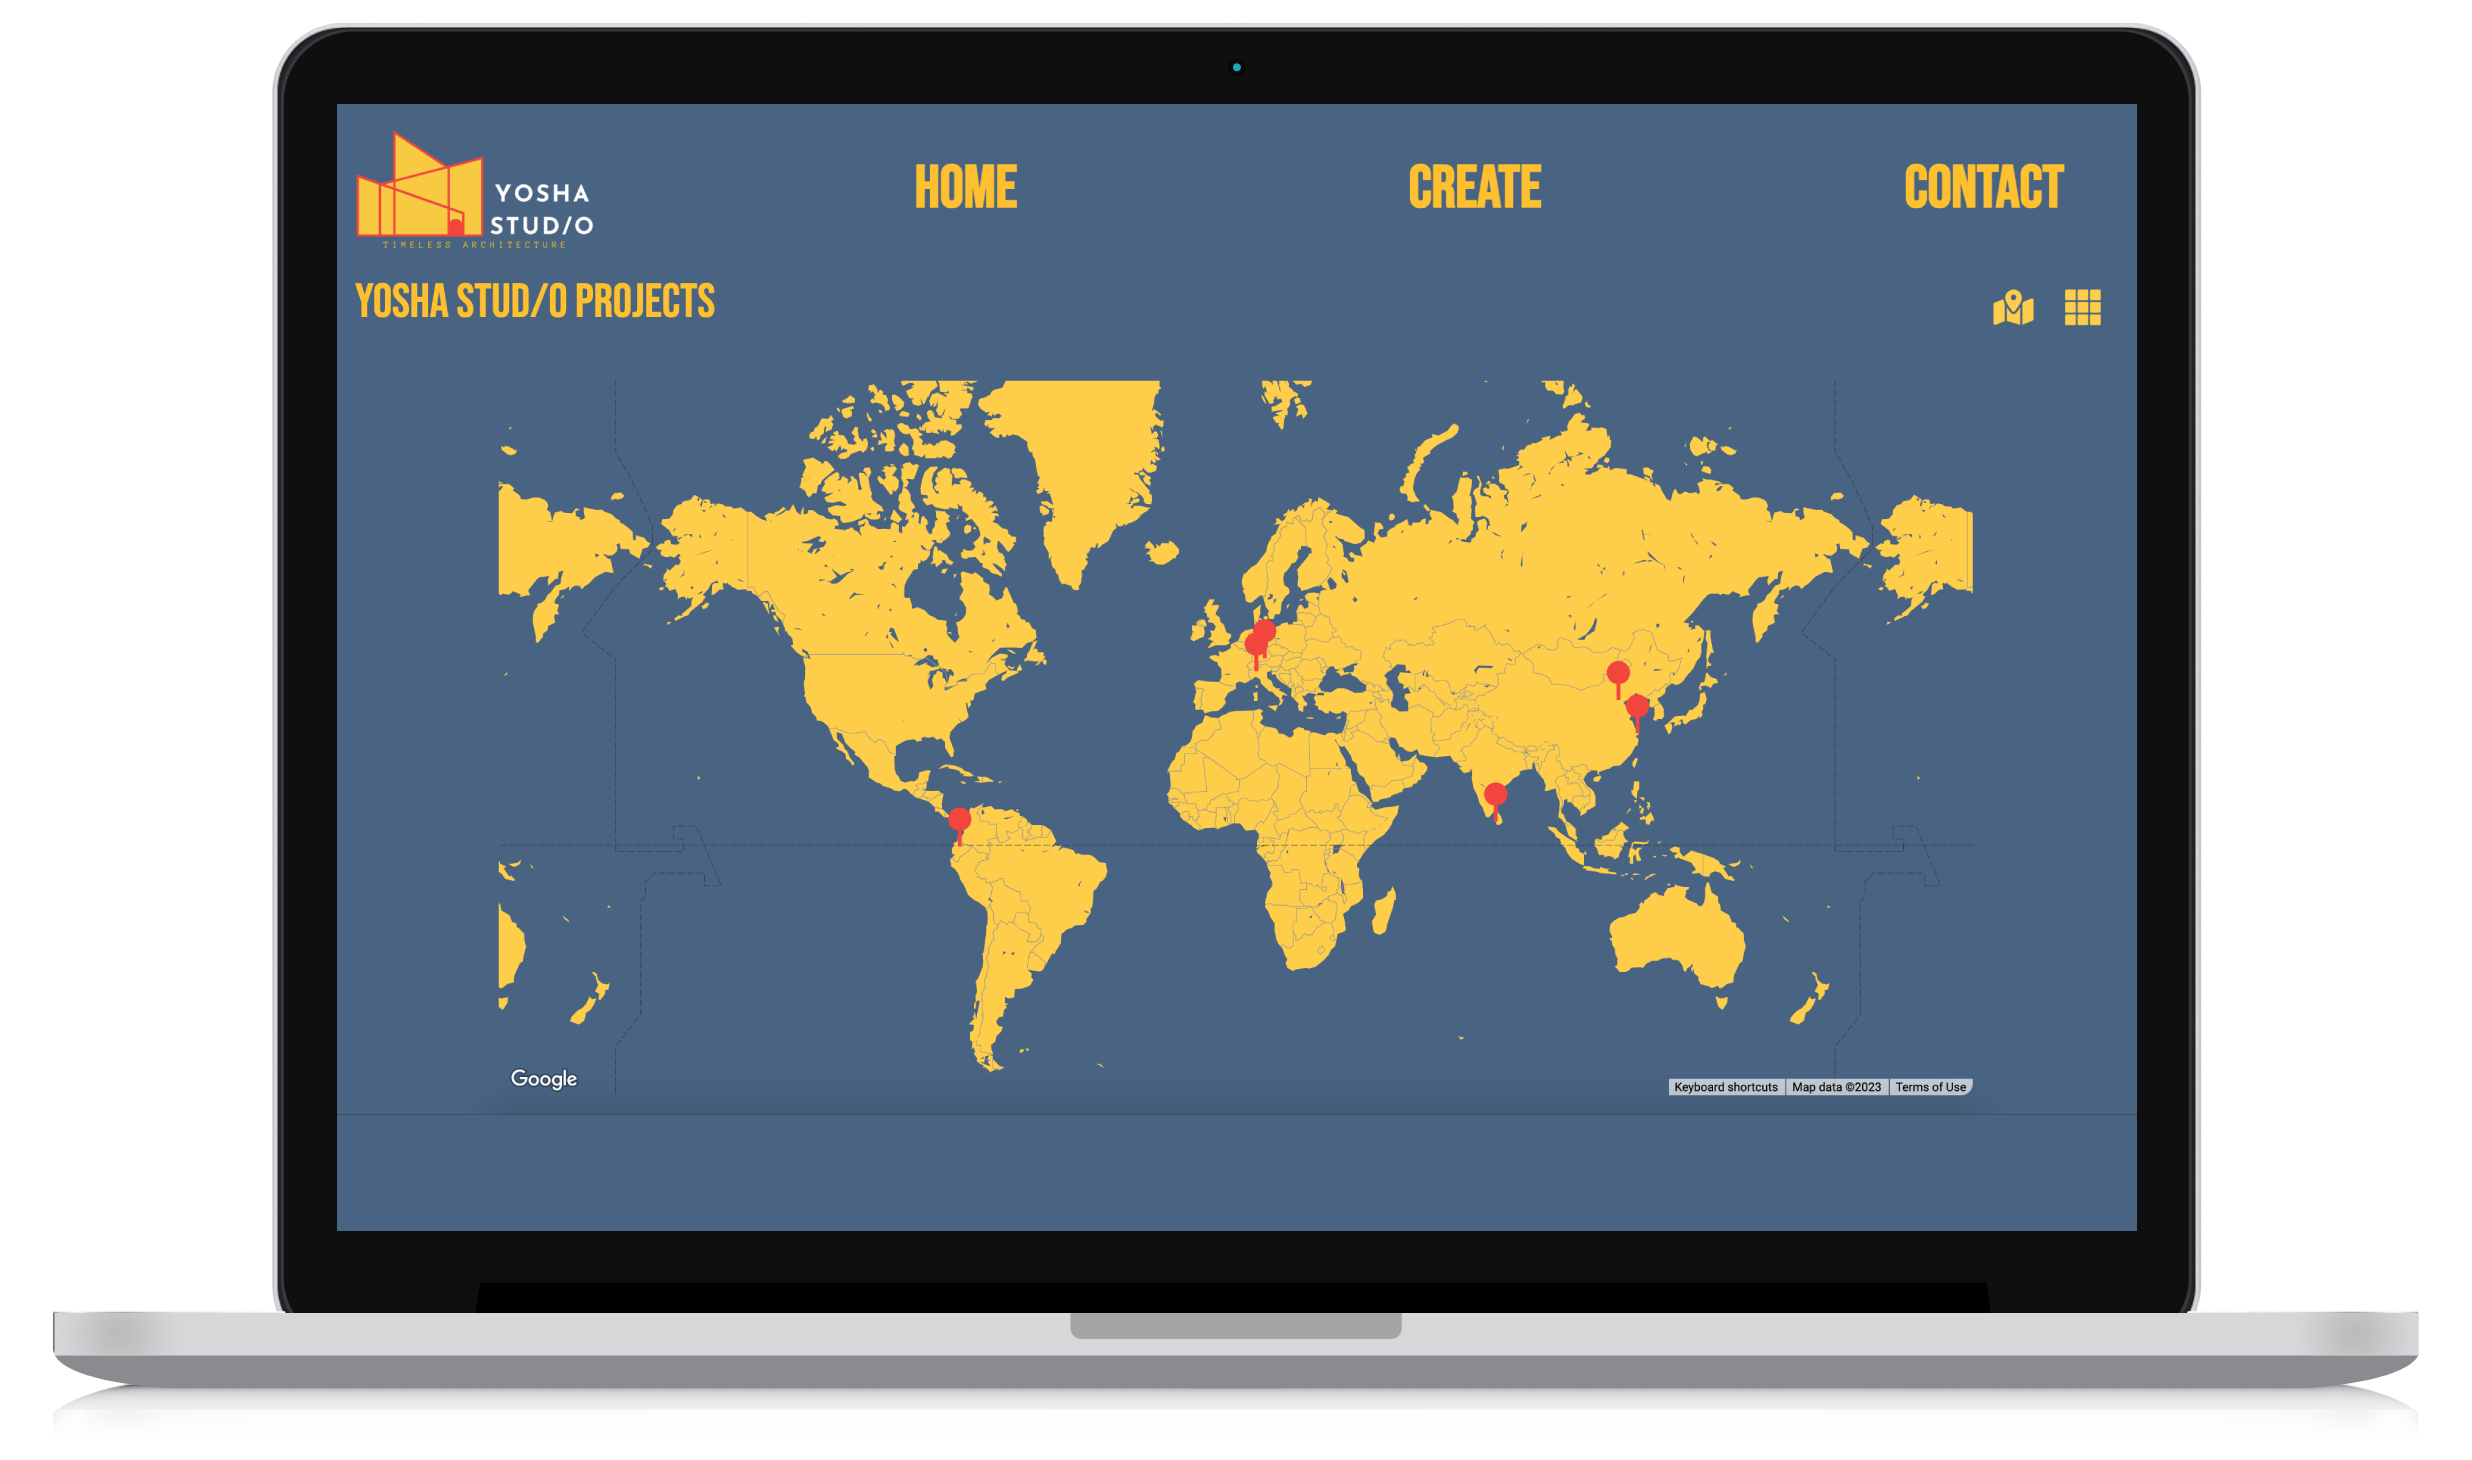 YOSHA
STUD/O
TIMELESS ARCHITECTURE
HOME
CREATE
CONTACT
YOSHA STUD/O PROJECTS
Google
Keyboard shortcuts
Map data ©2023
Terms of Use